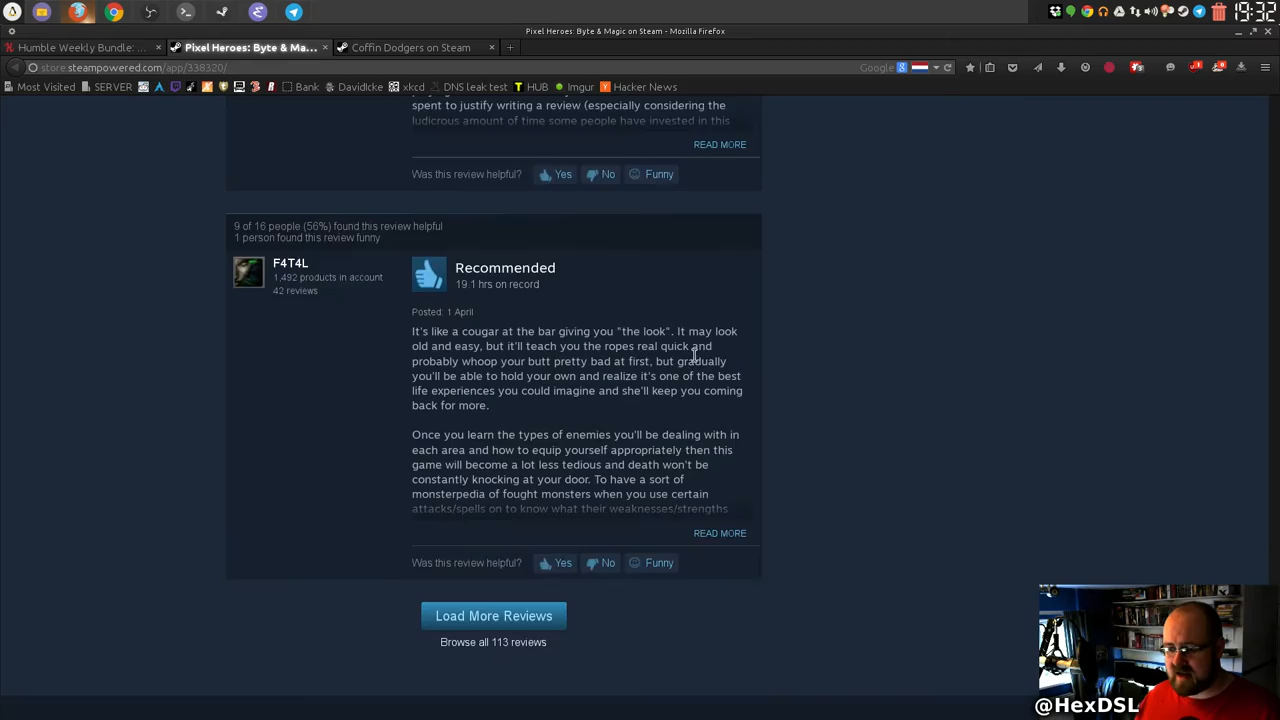 19:32
Pixel Heroes: Byte & Magic on Steam - Mozilla Firefox
Humble Weekly Bundle: ...
Pixel Heroes: Byte & Ma...
Coffin Dodgers on Steam
store.steampowered.com/app/338320/
Google
Most Visited SERVER Bank DavidIcke xkcd DNS leak test HUB Imgur Hacker News
spent to justify writing a review (especially considering the
ludicrous amount of time some people have invested in this
READ MORE
Was this review helpful? Yes No Funny
9 of 16 people (56%) found this review helpful
1 person found this review funny
F4T4L
1,492 products in account
42 reviews
Recommended
19.1 hrs on record
Posted: 1 April
It's like a cougar at the bar giving you "the look". It may look
old and easy, but it'll teach you the ropes real quick and
probably whoop your butt pretty bad at first, but gradually
you'll be able to hold your own and realize it's one of the best
life experiences you could imagine and she'll keep you coming
back for more.
Once you learn the types of enemies you'll be dealing with in
each area and how to equip yourself appropriately then this
game will become a lot less tedious and death won't be
constantly knocking at your door. To have a sort of
monsterpedia of fought monsters when you use certain
attacks/spells on to know what their weaknesses/strengths
READ MORE
Was this review helpful? Yes No Funny
Load More Reviews
Browse all 113 reviews
@HexDSL